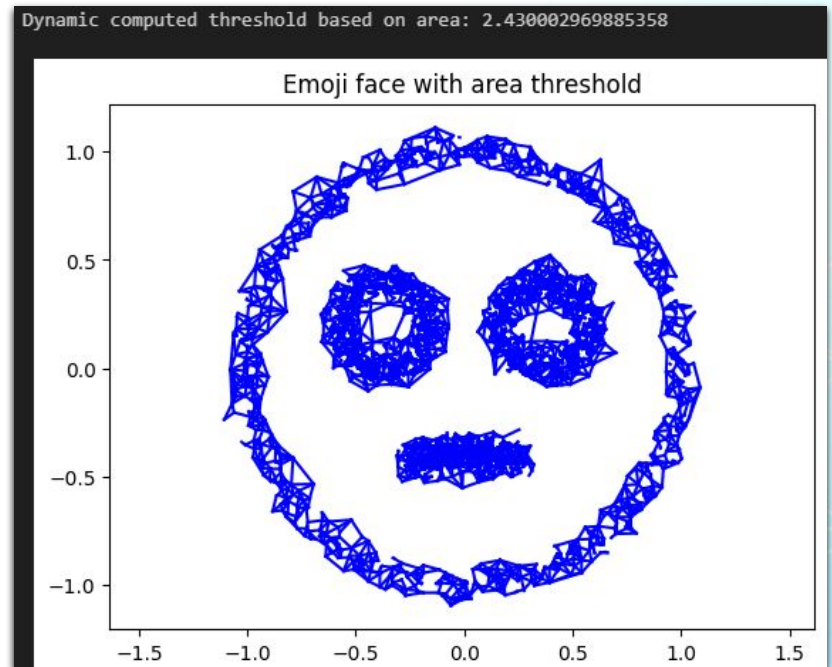 Dynamic computed threshold based on area: 2.430002969885358
Emoji face with area threshold
1.0
0.5
0.0
−0.5
−1.0
−1.5 −1.0 −0.5 0.0 0.5 1.0 1.5